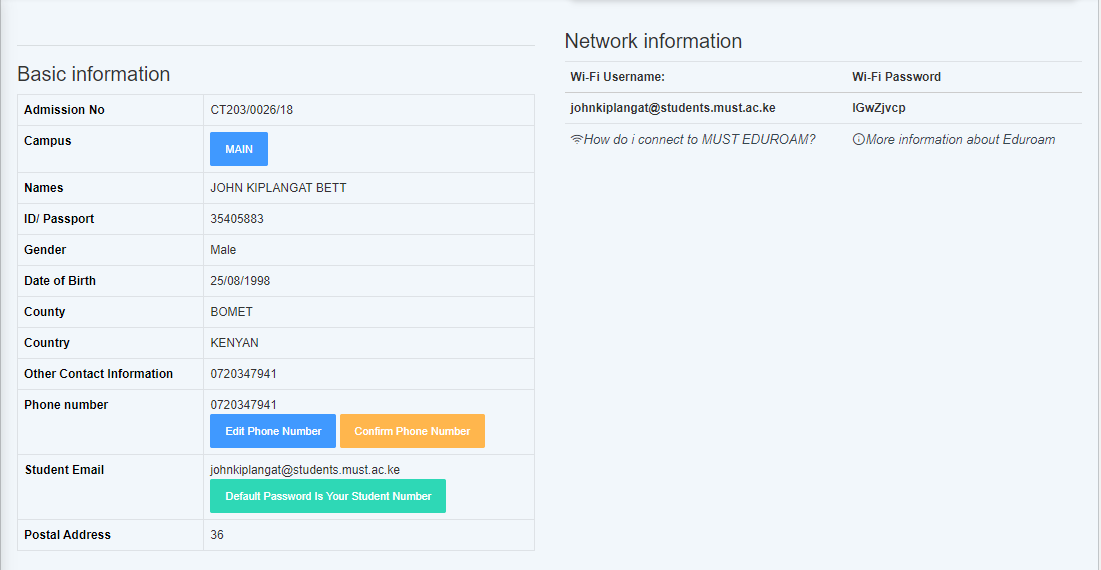 Basic information
Admission No CT203/0026/18
Campus MAIN
Names JOHN KIPLANGAT BETT
ID/ Passport 35405883
Gender Male
Date of Birth 25/08/1998
County BOMET
Country KENYAN
Other Contact Information 0720347941
Phone number 0720347941
Edit Phone Number Confirm Phone Number
Student Email johnkiplangat@students.must.ac.ke
Default Password Is Your Student Number
Postal Address 36
Network information
Wi-Fi Username: Wi-Fi Password
johnkiplangat@students.must.ac.ke IGwZjvcp
How do i connect to MUST EDUROAM? More information about Eduroam